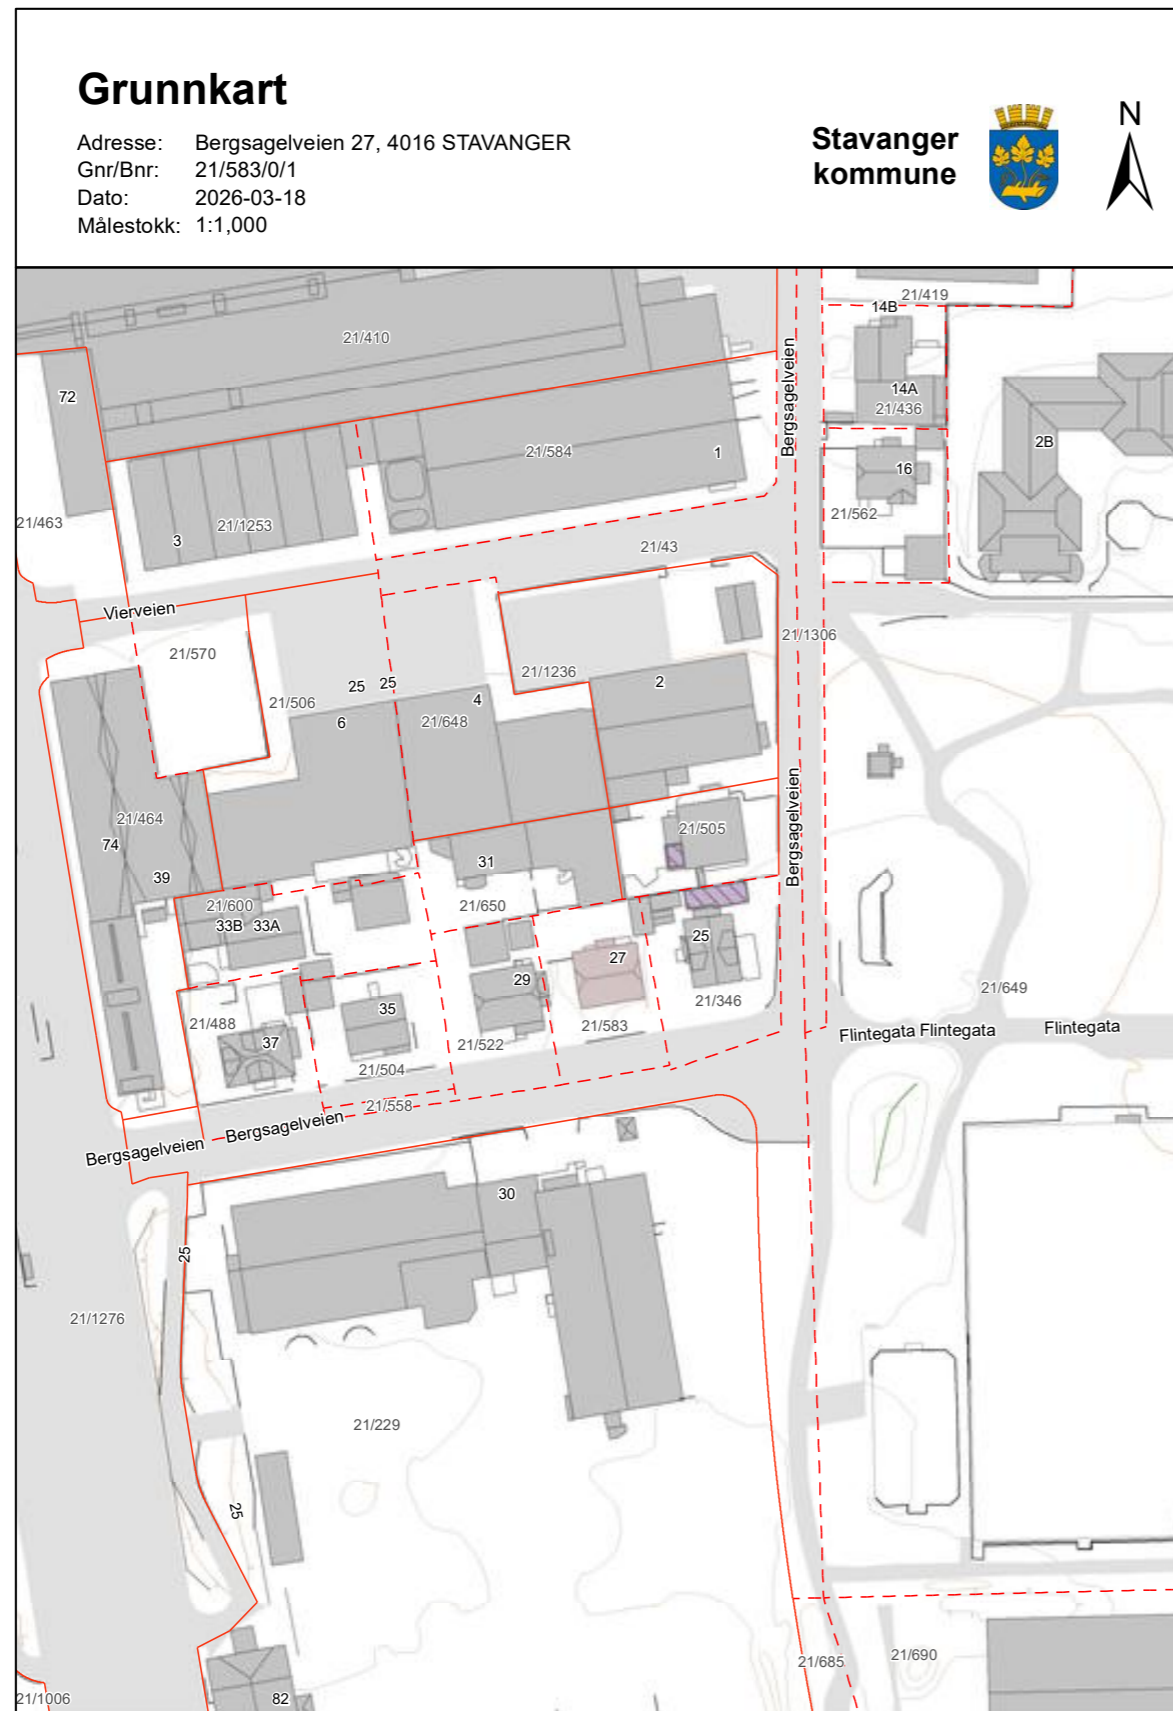 Grunnkart
Adresse: Bergsagelveien 27, 4016 STAVANGER
Gnr/Bnr: 21/583/0/1
Dato: 2026-03-18
Målestokk: 1:1,000
Stavanger
kommune
N
21/419
14B
21/410
Bergsagelveien
72
14A
21/436
2B
21/584
1
16
21/463
21/1253
3
21/562
21/43
Vierveien
21/1306
21/570
21/1236
2
25
25
21/506
4
6
21/648
Bergsagelveien
21/464
74
21/505
39
31
21/600
33B
33A
21/650
25
27
29
21/649
21/346
35
21/488
21/583
Flintegata
Flintegata
Flintegata
37
21/522
21/504
21/558
Bergsagelveien
Bergsagelveien
30
25
21/1276
21/229
25
21/690
21/685
21/1006
82